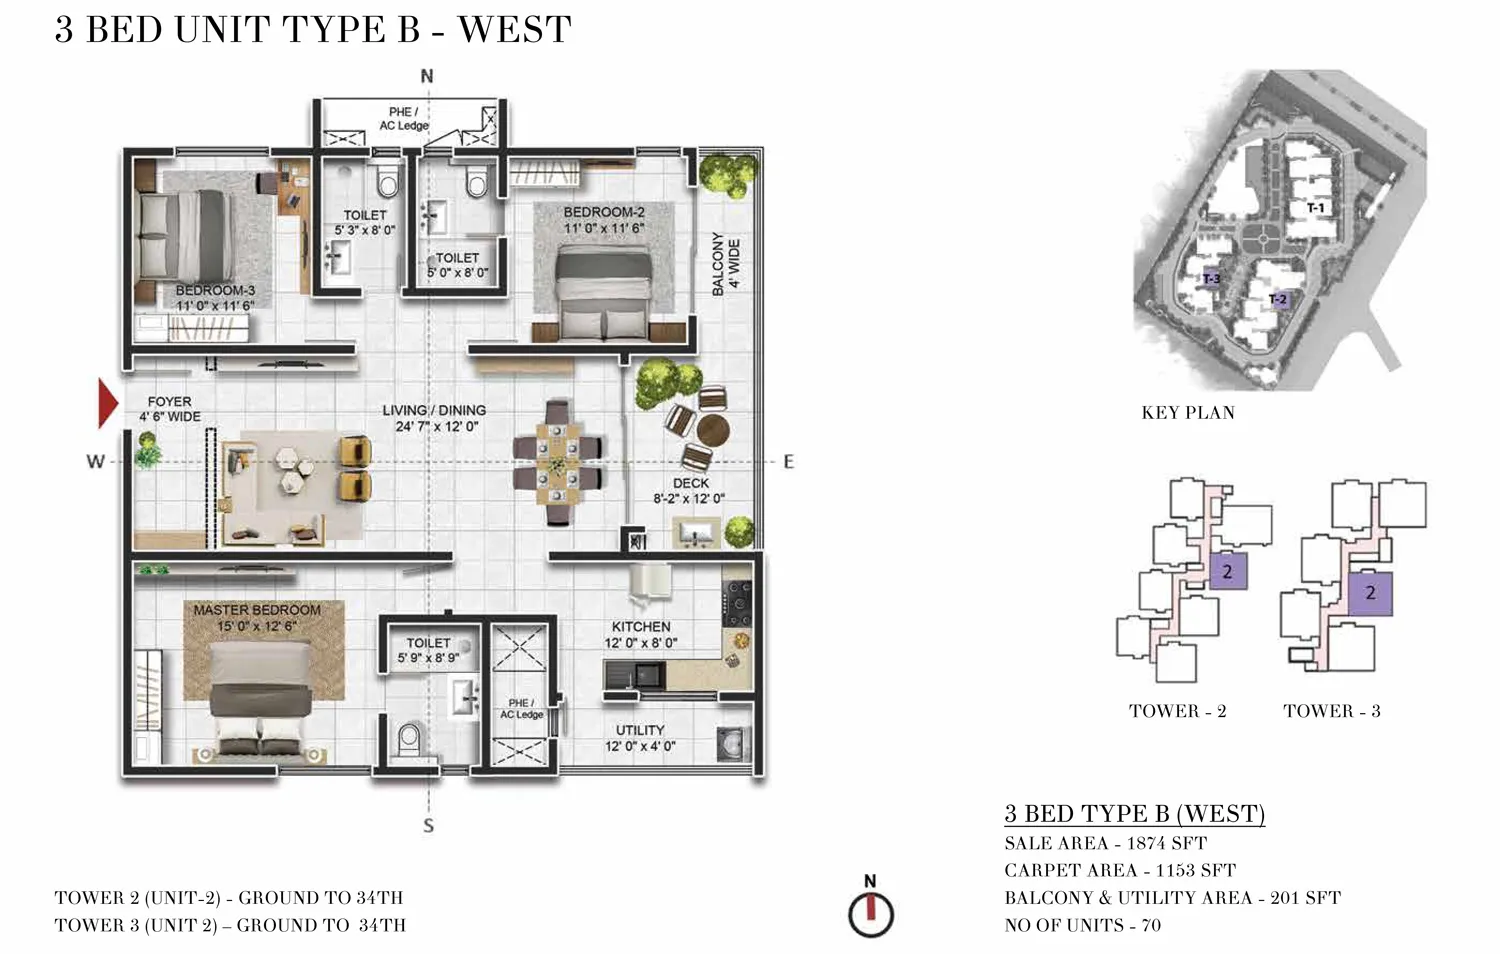 3 BED UNIT TYPE B - WEST
N
PHE /
AC Ledge
TOILET
5' 3" x 8' 0"
TOILET
5' 0" x 8' 0"
BEDROOM-2
11' 0" x 11' 6"
BALCONY
4' WIDE
BEDROOM-3
11' 0" x 11' 6"
FOYER
4' 6" WIDE
LIVING / DINING
24' 7" x 12' 0"
W
E
DECK
8'-2" x 12' 0"
MASTER BEDROOM
15' 0" x 12' 6"
TOILET
5' 9" x 8' 9"
KITCHEN
12' 0" x 8' 0"
PHE /
AC Ledge
UTILITY
12' 0" x 4' 0"
S
T-1
T-3
T-2
KEY PLAN
2
2
TOWER - 2
TOWER - 3
3 BED TYPE B (WEST)
SALE AREA - 1874 SFT
CARPET AREA - 1153 SFT
BALCONY & UTILITY AREA - 201 SFT
NO OF UNITS - 70
N
TOWER 2 (UNIT-2) - GROUND TO 34TH
TOWER 3 (UNIT 2) – GROUND TO 34TH